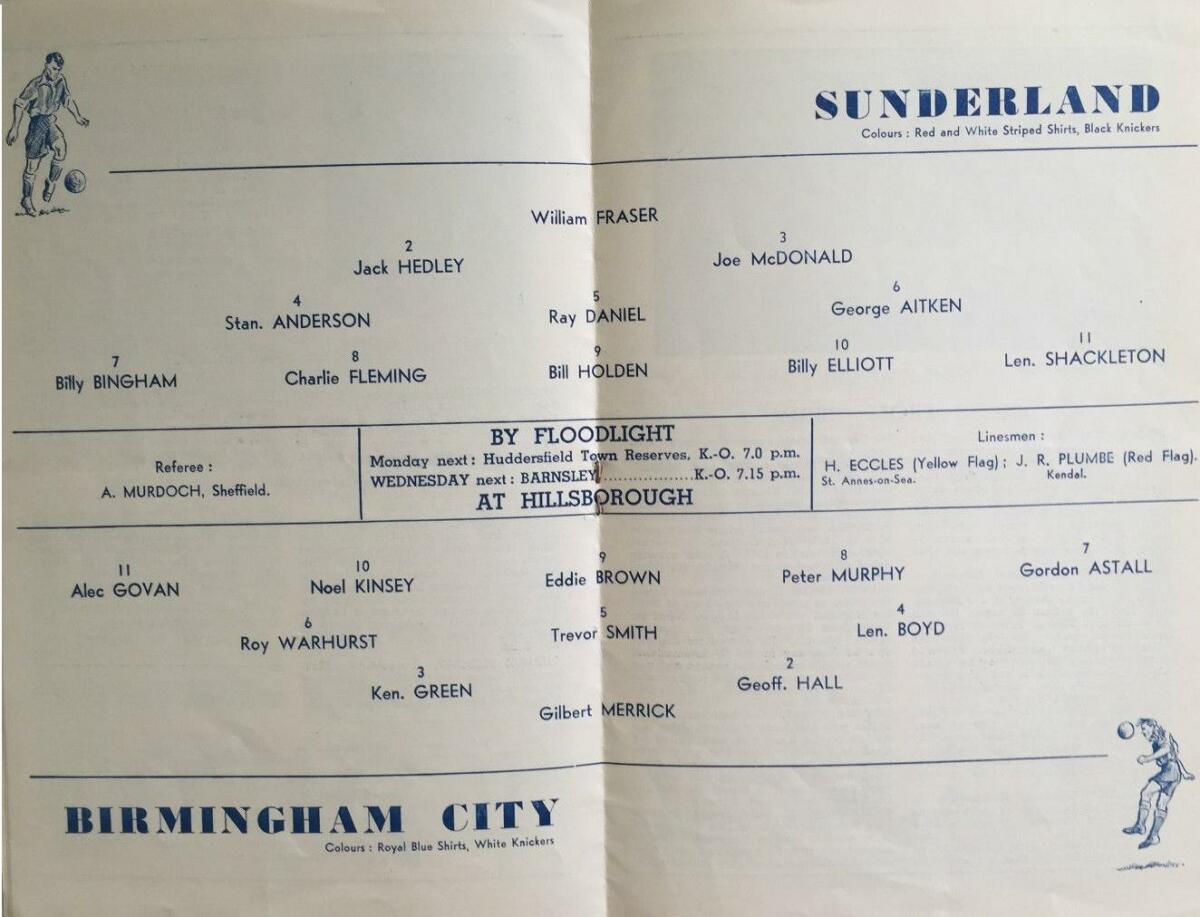 SUNDERLAND
Colours : Red and White Striped Shirts, Black Knickers
William FRASER
2 3
Jack HEDLEY Joe McDONALD
4 5 6
Stan. ANDERSON Ray DANIEL George AITKEN
7 8 9 10 11
Billy BINGHAM Charlie FLEMING Bill HOLDEN Billy ELLIOTT Len. SHACKLETON
Referee :
A. MURDOCH, Sheffield.
BY FLOODLIGHT
Monday next : Huddersfield Town Reserves, K.-O. 7.0 p.m.
WEDNESDAY next : BARNSLEY....................K.-O. 7.15 p.m.
AT HILLSBOROUGH
Linesmen :
H. ECCLES (Yellow Flag) ; J. R. PLUMBE (Red Flag).
St. Annes-on-Sea. Kendal.
11 10 9 8 7
Alec GOVAN Noel KINSEY Eddie BROWN Peter MURPHY Gordon ASTALL
6 5 4
Roy WARHURST Trevor SMITH Len. BOYD
3 2
Ken. GREEN Geoff. HALL
Gilbert MERRICK
BIRMINGHAM CITY
Colours : Royal Blue Shirts, White Knickers